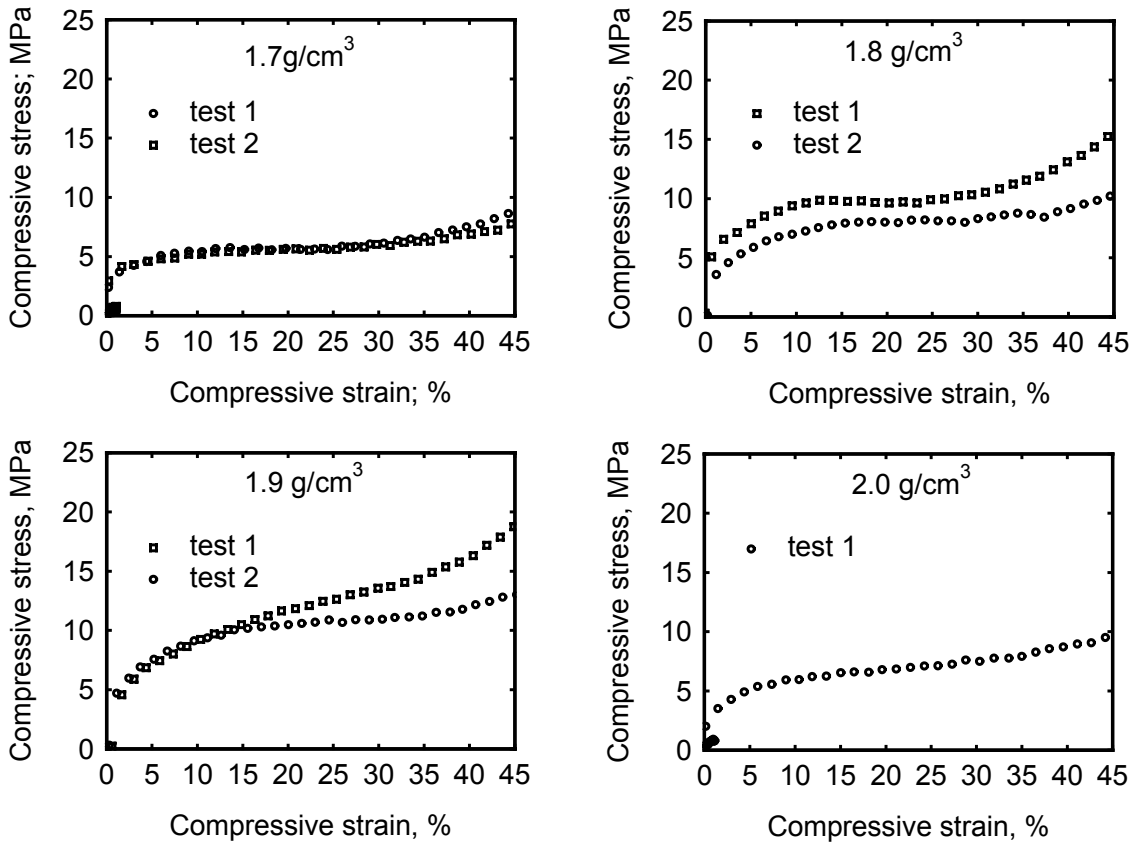 Compressive stress; MPa
25
20
15
10
5
0
1.7g/cm³
test 1
test 2
0 5 10 15 20 25 30 35 40 45
Compressive strain; %
Compressive stress, MPa
25
20
15
10
5
0
1.8 g/cm³
test 1
test 2
0 5 10 15 20 25 30 35 40 45
Compressive strain, %
Compressive stress, MPa
25
20
15
10
5
0
1.9 g/cm³
test 1
test 2
0 5 10 15 20 25 30 35 40 45
Compressive strain, %
Compressive stress, MPa
25
20
15
10
5
0
2.0 g/cm³
test 1
0 5 10 15 20 25 30 35 40 45
Compressive strain, %